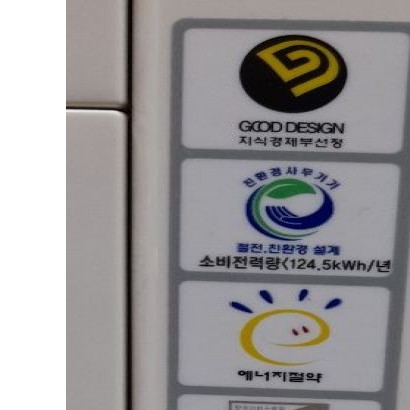 GOOD DESIGN
지식경제부선정
친환경사무기기
절전,친환경 설계
소비전력량(124.5kWh/년
에너지절약